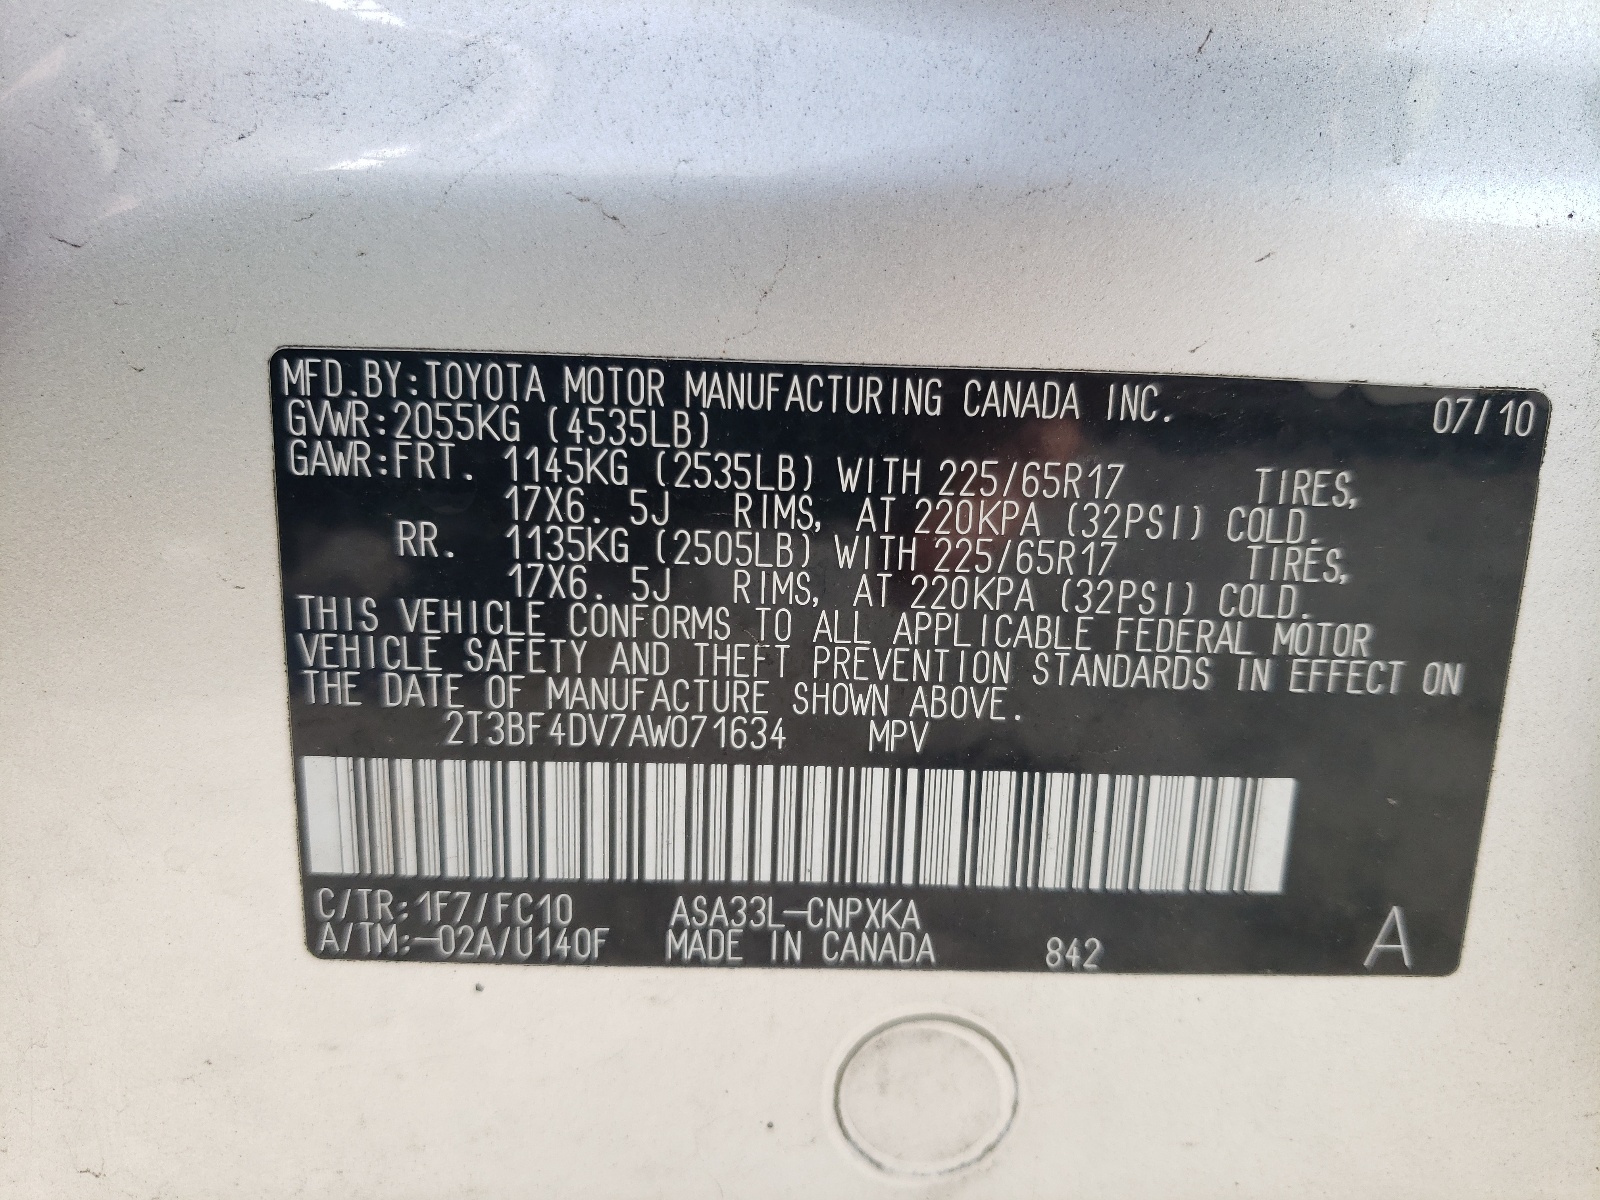 MFD.BY:TOYOTA MOTOR MANUFACTURING CANADA INC. 07/10
GVWR:2055KG (4535LB)
GAWR:FRT. 1145KG (2535LB) WITH 225/65R17 TIRES,
17X6. 5J RIMS, AT 220KPA (32PSI) COLD.
RR. 1135KG (2505LB) WITH 225/65R17 TIRES,
17X6. 5J RIMS, AT 220KPA (32PSI) COLD.
THIS VEHICLE CONFORMS TO ALL APPLICABLE FEDERAL MOTOR
VEHICLE SAFETY AND THEFT PREVENTION STANDARDS IN EFFECT ON
THE DATE OF MANUFACTURE SHOWN ABOVE.
2T3BF4DV7AW071634 MPV
C/TR:1F7/FC10 ASA33L-CNPXKA
A/TM:-02A/U140F MADE IN CANADA 842 A